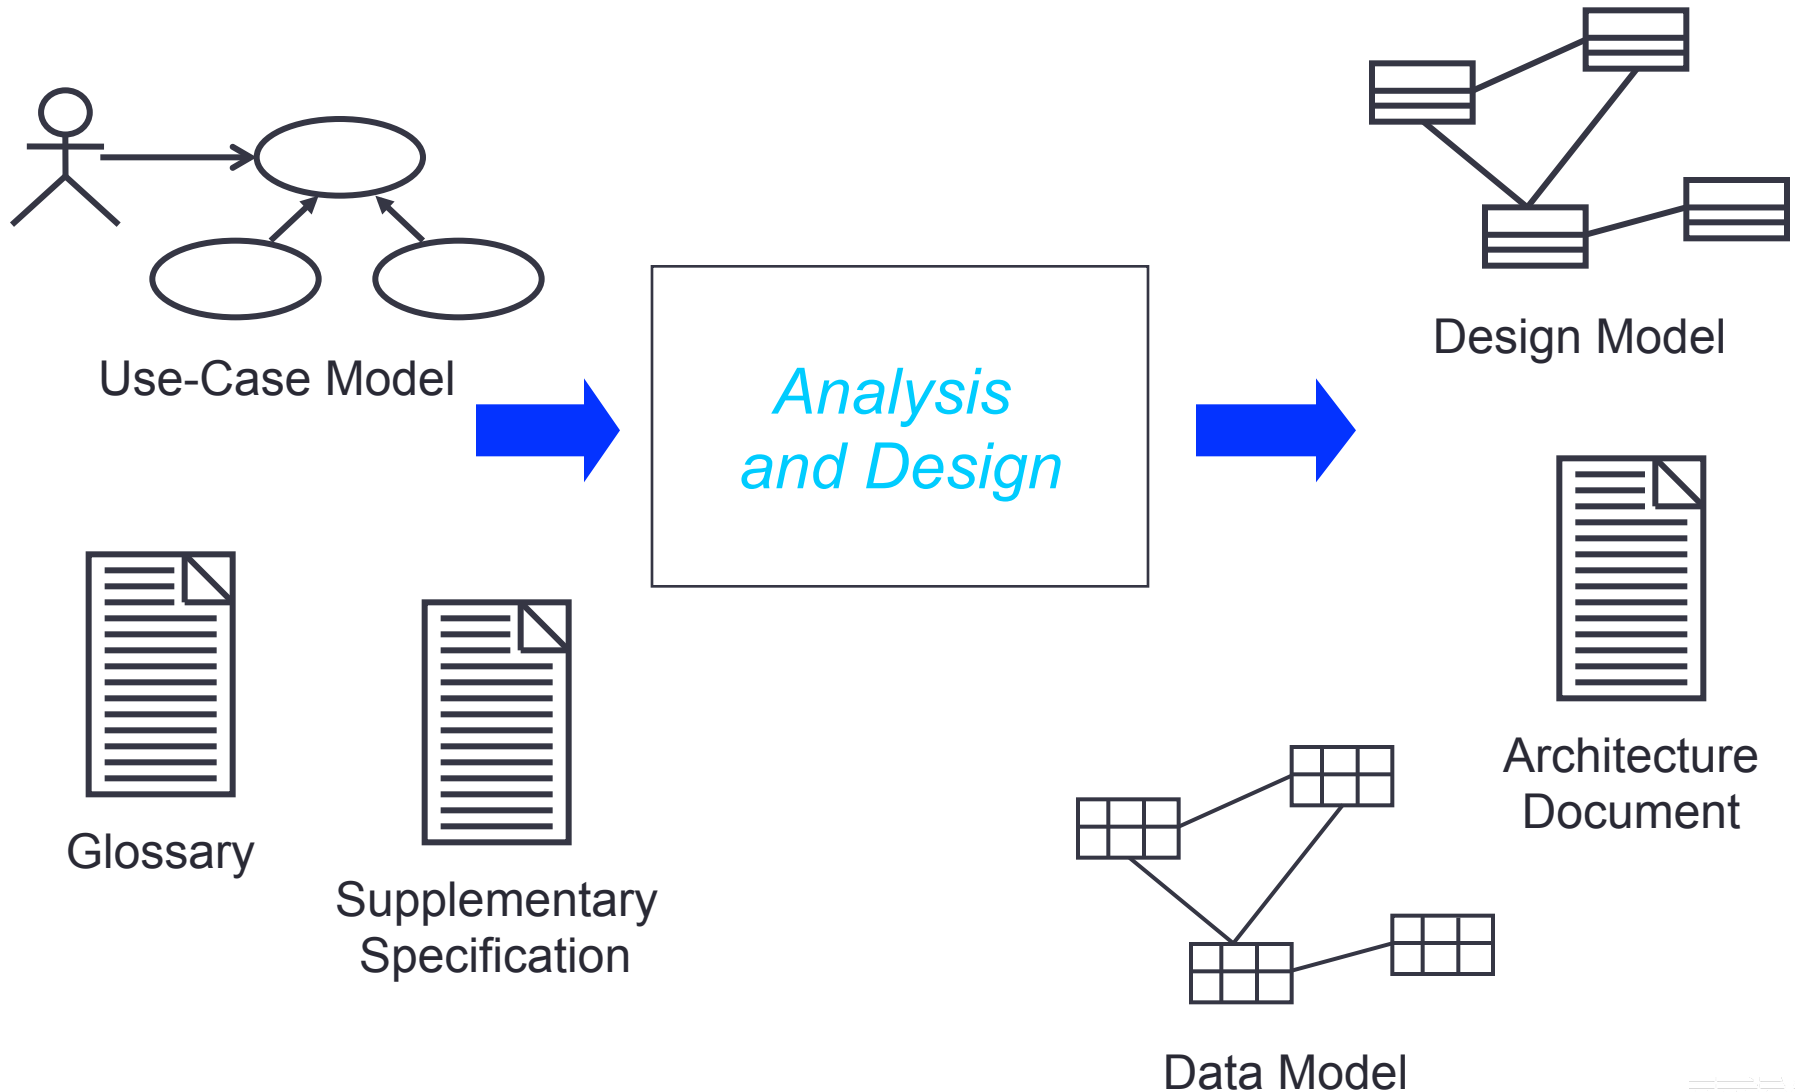 Use-Case Model
Glossary
Supplementary
Specification
Analysis
and Design
Design Model
Architecture
Document
Data Model